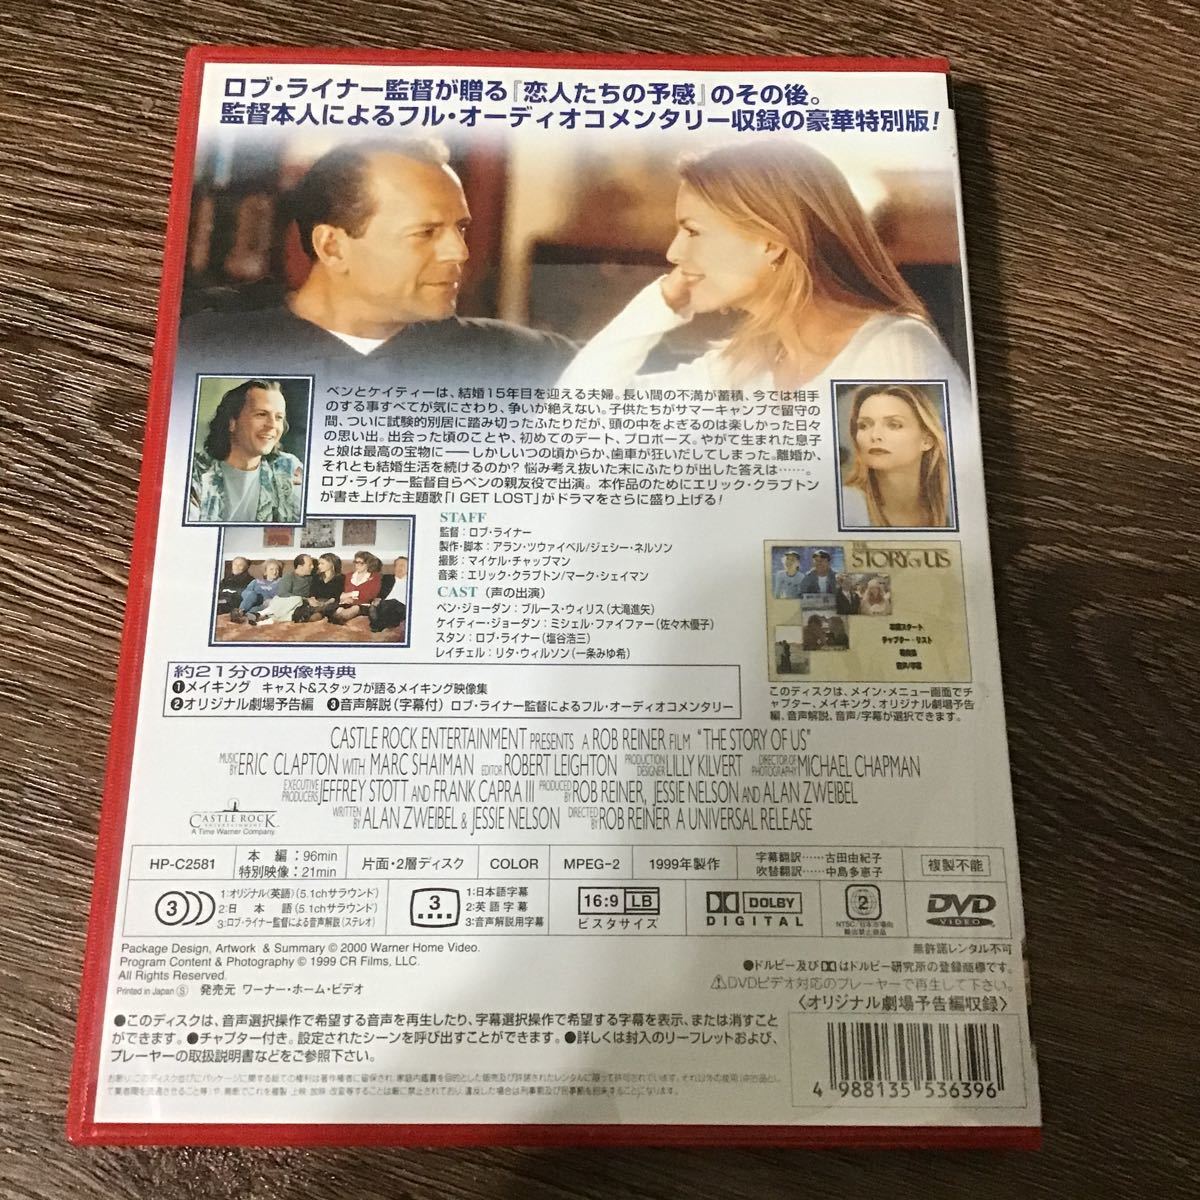 ロブ・ライナー監督が贈る『恋人たちの予感』のその後。
監督本人によるフル・オーディオコメンタリー収録の豪華特別版!
ベンとケイティーは、結婚15年目を迎える夫婦。長い間の不満が蓄積、今では相手
のする事すべてが気にさわり、争いが絶えない。子供たちがサマーキャンプで留守の
間、ついに試験的別居に踏み切ったふたりだが、頭の中をよぎるのは楽しかった日々
の思い出。出会った頃のことや、初めてのデート、プロポーズ。やがて生まれた息子
と娘は最高の宝物に――しかしいつの頃からか、歯車が狂いだしてしまった。離婚か、
それとも結婚生活を続けるのか?悩み考え抜いた末にふたりが出した答えは……。
ロブ・ライナー監督自らベンの親友役で出演。本作品のためにエリック・クラプトン
が書き上げた主題歌「I GET LOST」がドラマをさらに盛り上げる!
STAFF
監督:ロブ・ライナー
製作・脚本:アラン・ツワイベル/ジェシー・ネルソン
撮影:マイケル・チャップマン
音楽:エリック・クラプトン/マーク・シェイマン
CAST(声の出演)
ベン・ジョーダン:ブルース・ウィリス(大滝進矢)
ケイティー・ジョーダン:ミシェル・ファイファー(佐々木優子)
スタン:ロブ・ライナー(塩谷浩三)
レイチェル:リタ・ウィルソン(一条みゆ希)
THE STORY OF US
本編スタート
チャプター・リスト
音声/字幕
このディスクは、メイン・メニュー画面でチ
ャプター、メイキング、オリジナル劇場予告
編、音声解説、音声/字幕が選択できます。
約21分の映像特典
❶メイキング キャスト&スタッフが語るメイキング映像集
❷オリジナル劇場予告編 ❸音声解説(字幕付) ロブ・ライナー監督によるフル・オーディオコメンタリー
CASTLE ROCK ENTERTAINMENT PRESENTS A ROB REINER FILM "THE STORY OF US"
MUSIC BY ERIC CLAPTON WITH MARC SHAIMAN EDITOR ROBERT LEIGHTON PRODUCTION DESIGNER LILLY KILVERT DIRECTOR OF PHOTOGRAPHY MICHAEL CHAPMAN
EXECUTIVE PRODUCERS JEFFREY STOTT AND FRANK CAPRA III PRODUCED BY ROB REINER, JESSIE NELSON AND ALAN ZWEIBEL
WRITTEN BY ALAN ZWEIBEL & JESSIE NELSON DIRECTED BY ROB REINER A UNIVERSAL RELEASE
CASTLE ROCK
ENTERTAINMENT
A Time Warner Company
HP-C2581
本 編:96min
特別映像:21min
片面・2層ディスク
COLOR
MPEG-2
1999年製作
字幕翻訳……古田由紀子
吹替翻訳……中島多恵子
複製不能
3
1:オリジナル(英語)(5.1chサラウンド)
2:日 本 語(5.1chサラウンド)
3:ロブ・ライナー監督による音声解説(ステレオ)
3
1:日本語字幕
2:英語字幕
3:音声解説用字幕
16:9 LB
ビスタサイズ
DOLBY
DIGITAL
2
NTSC/日本市場向
輸出禁止商品
DVD
VIDEO
Package Design, Artwork & Summary © 2000 Warner Home Video.
Program Content & Photography © 1999 CR Films, LLC.
All Rights Reserved.
Printed in Japan Ⓢ 発売元 ワーナー・ホーム・ビデオ
無許諾レンタル不可
●ドルビー及びDDはドルビー研究所の登録商標です。
⚠DVDビデオ対応のプレーヤーで再生して下さい。
〈オリジナル劇場予告編収録〉
●このディスクは、音声選択操作で希望する音声を再生したり、字幕選択操作で希望する字幕を表示、または消すこと
ができます。●チャプター付き。設定されたシーンを呼び出すことができます。●詳しくは封入のリーフレットおよび、
プレーヤーの取扱説明書などをご参照下さい。
4 988135 536396